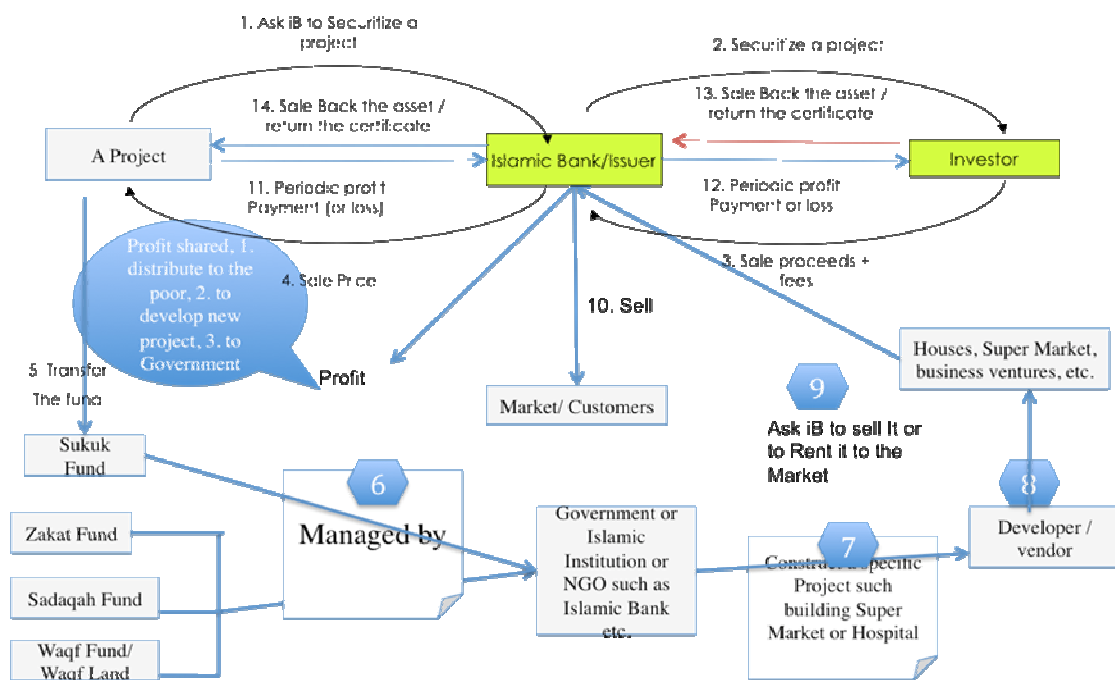 1. Ask iB to Securitize a
project
2. Securitize a project
14. Sale Back the asset /
return the certificate
13. Sale Back the asset /
return the certificate
A Project
Islamic Bank/Issuer
Investor
11. Periodic profit
Payment (or loss)
12. Periodic profit
Payment or loss
Profit shared, 1.
distribute to the
poor, 2. to
develop new
project, 3. to
Government
4. Sale Price
3. Sale proceeds +
fees
10. Sell
5 Transfer
The fund
Profit
Market/ Customers
Houses, Super Market,
business ventures, etc.
9
Ask iB to sell It or
to Rent it to the
Market
Sukuk
Fund
6
Managed by
Zakat Fund
Sadaqah Fund
Waqf Fund/
Waqf Land
Government or
Islamic
Institution or
NGO such as
Islamic Bank
etc.
7
Construct a specific
Project such
building Super
Market or Hospital
8
Developer /
vendor